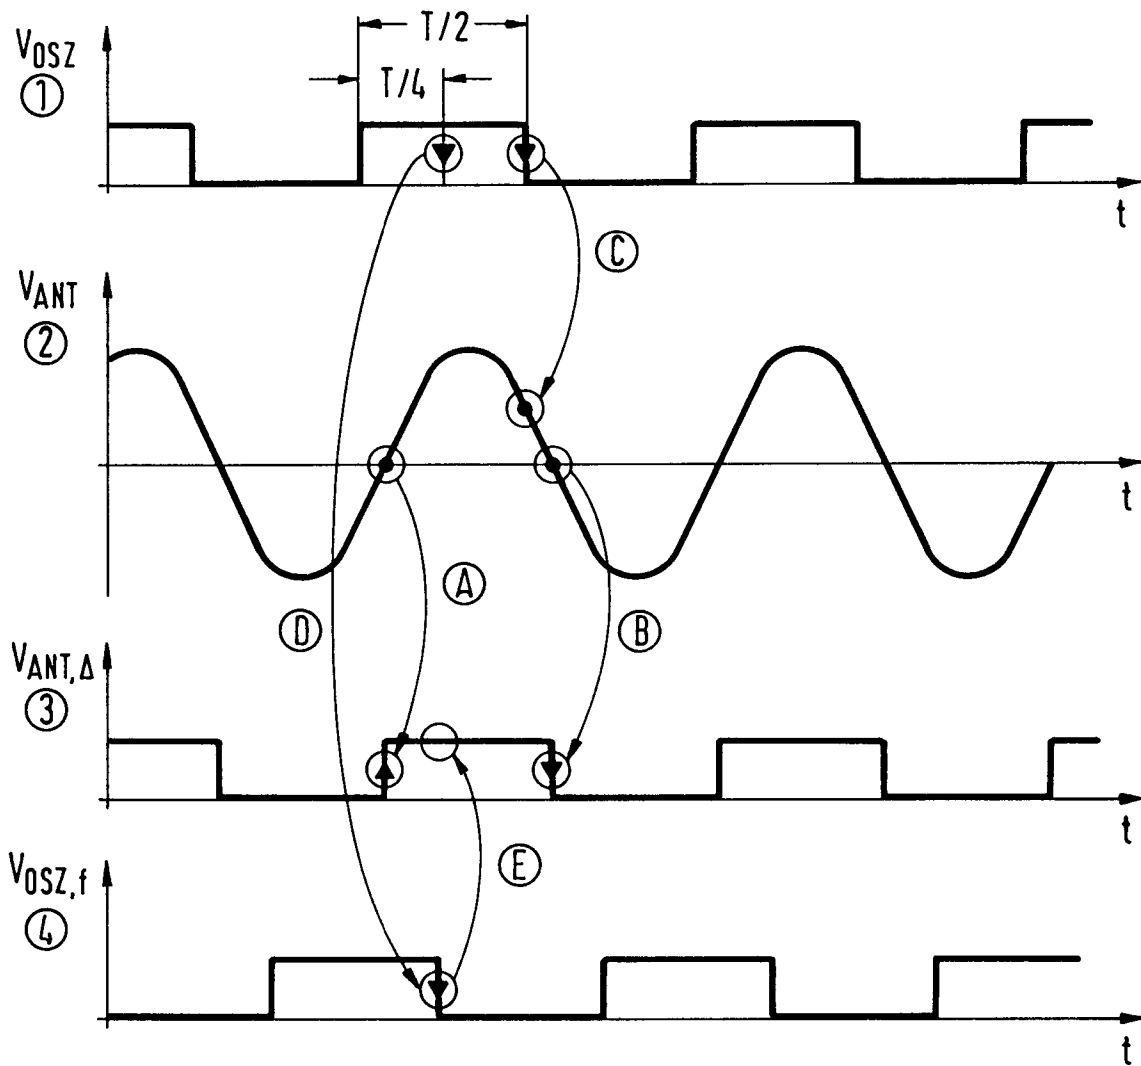 V_OSZ
①
T/2
T/4
t
Ⓒ
V_ANT
②
t
Ⓐ
Ⓓ
Ⓑ
V_ANT,Δ
③
t
Ⓔ
V_OSZ,f
④
t